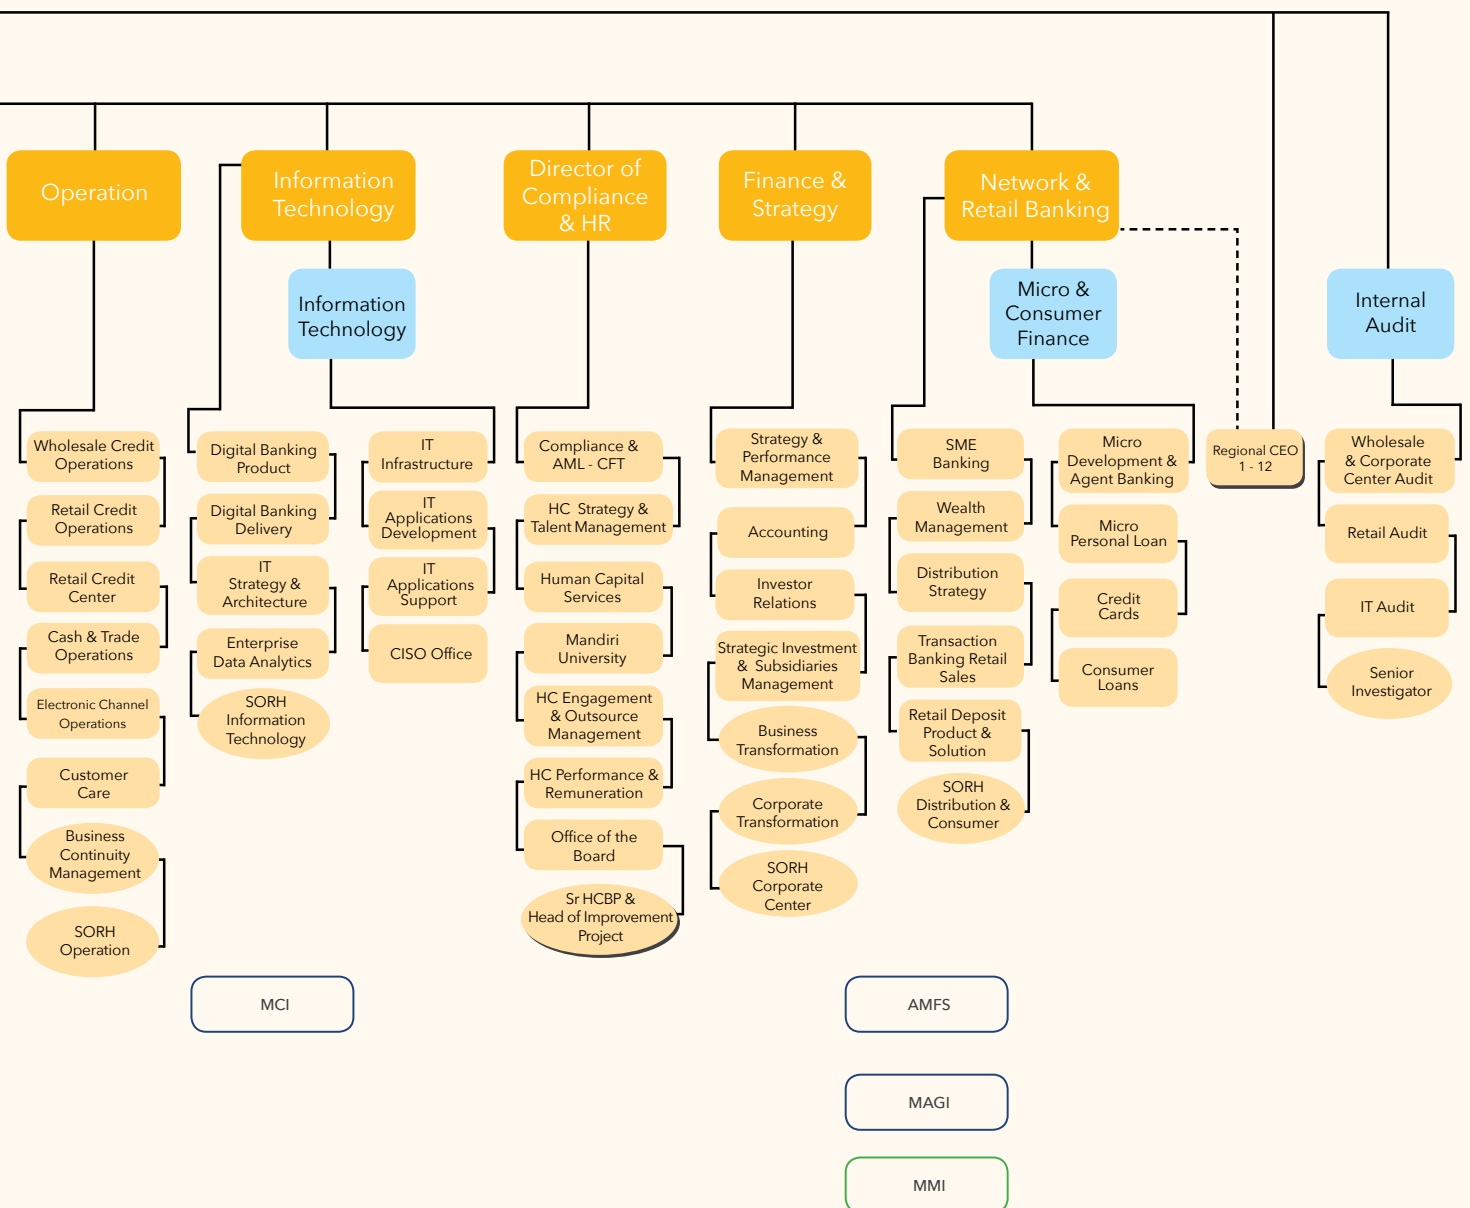 Operation
Information
Technology
Director of
Compliance
& HR
Finance &
Strategy
Network &
Retail Banking
Information
Technology
Micro &
Consumer
Finance
Internal
Audit
Wholesale Credit
Operations
Retail Credit
Operations
Retail Credit
Center
Cash & Trade
Operations
Electronic Channel
Operations
Customer
Care
Business
Continuity
Management
SORH
Operation
Digital Banking
Product
Digital Banking
Delivery
IT
Strategy &
Architecture
Enterprise
Data Analytics
SORH
Information
Technology
IT
Infrastructure
IT
Applications
Development
IT
Applications
Support
CISO Office
Compliance &
AML - CFT
HC Strategy &
Talent Management
Human Capital
Services
Mandiri
University
HC Engagement
& Outsource
Management
HC Performance &
Remuneration
Office of the
Board
Sr HCBP &
Head of Improvement
Project
Strategy &
Performance
Management
Accounting
Investor
Relations
Strategic Investment
& Subsidiaries
Management
Business
Transformation
Corporate
Transformation
SORH
Corporate
Center
SME
Banking
Wealth
Management
Distribution
Strategy
Transaction
Banking Retail
Sales
Retail Deposit
Product &
Solution
SORH
Distribution &
Consumer
Micro
Development &
Agent Banking
Micro
Personal Loan
Credit
Cards
Consumer
Loans
Regional CEO
1 - 12
Wholesale
& Corporate
Center Audit
Retail Audit
IT Audit
Senior
Investigator
MCI
AMFS
MAGI
MMI